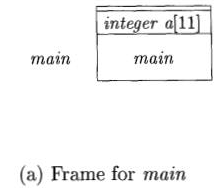 integer a[11]
main main
(a) Frame for main